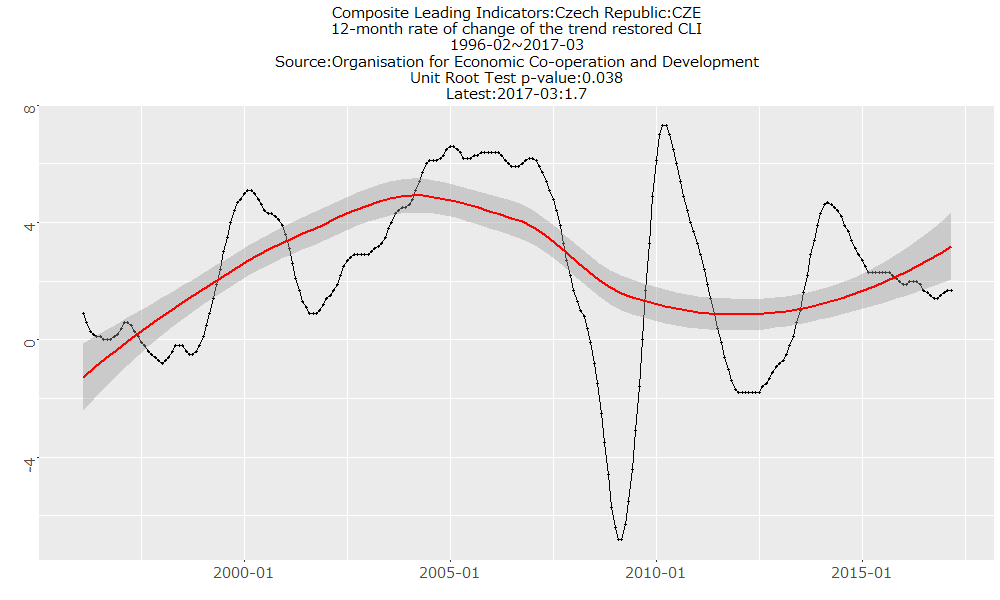 Composite Leading Indicators:Czech Republic:CZE
12-month rate of change of the trend restored CLI
1996-02~2017-03
Source:Organisation for Economic Co-operation and Development
Unit Root Test p-value:0.038
Latest:2017-03:1.7
8
4
0
-4
2000-01
2005-01
2010-01
2015-01